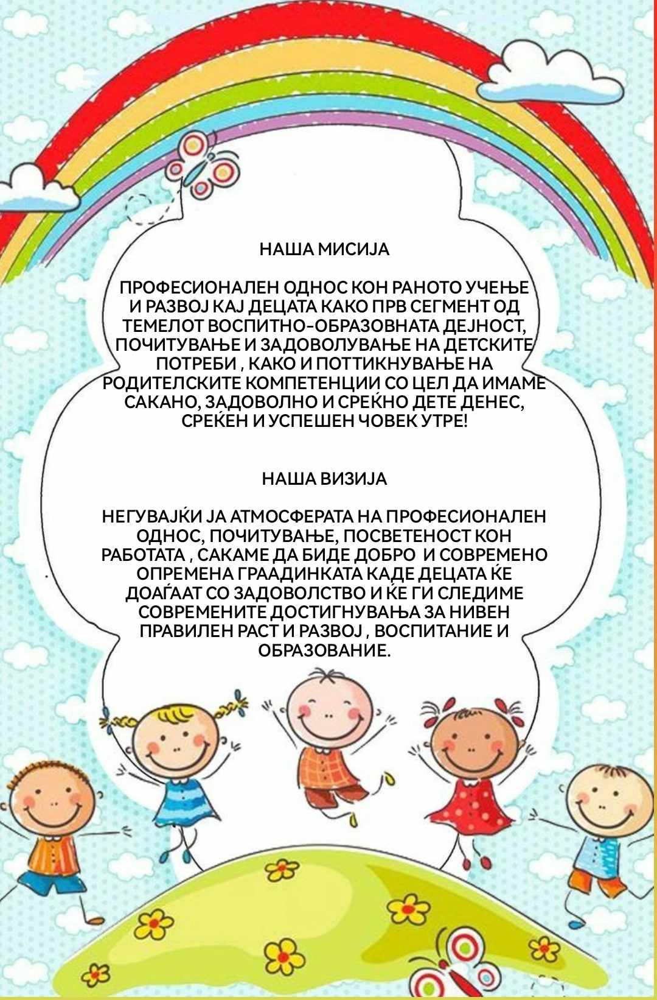 НАША МИСИЈА
ПРОФЕСИОНАЛЕН ОДНОС КОН РАНОТО УЧЕЊЕ
И РАЗВОЈ КАЈ ДЕЦАТА КАКО ПРВ СЕГМЕНТ ОД
ТЕМЕЛОТ ВОСПИТНО-ОБРАЗОВНАТА ДЕЈНОСТ,
ПОЧИТУВАЊЕ И ЗАДОВОЛУВАЊЕ НА ДЕТСКИТЕ
ПОТРЕБИ , КАКО И ПОТТИКНУВАЊЕ НА
РОДИТЕЛСКИТЕ КОМПЕТЕНЦИИ СО ЦЕЛ ДА ИМАМЕ
САКАНО, ЗАДОВОЛНО И СРЕЌНО ДЕТЕ ДЕНЕС,
СРЕЌЕН И УСПЕШЕН ЧОВЕК УТРЕ!
НАША ВИЗИЈА
НЕГУВАЈЌИ ЈА АТМОСФЕРАТА НА ПРОФЕСИОНАЛЕН
ОДНОС, ПОЧИТУВАЊЕ, ПОСВЕТЕНОСТ КОН
РАБОТАТА , САКАМЕ ДА БИДЕ ДОБРО И СОВРЕМЕНО
ОПРЕМЕНА ГРААДИНКАТА КАДЕ ДЕЦАТА ЌЕ
ДОАЃААТ СО ЗАДОВОЛСТВО И ЌЕ ГИ СЛЕДИМЕ
СОВРЕМЕНИТЕ ДОСТИГНУВАЊА ЗА НИВЕН
ПРАВИЛЕН РАСТ И РАЗВОЈ , ВОСПИТАНИЕ И
ОБРАЗОВАНИЕ.